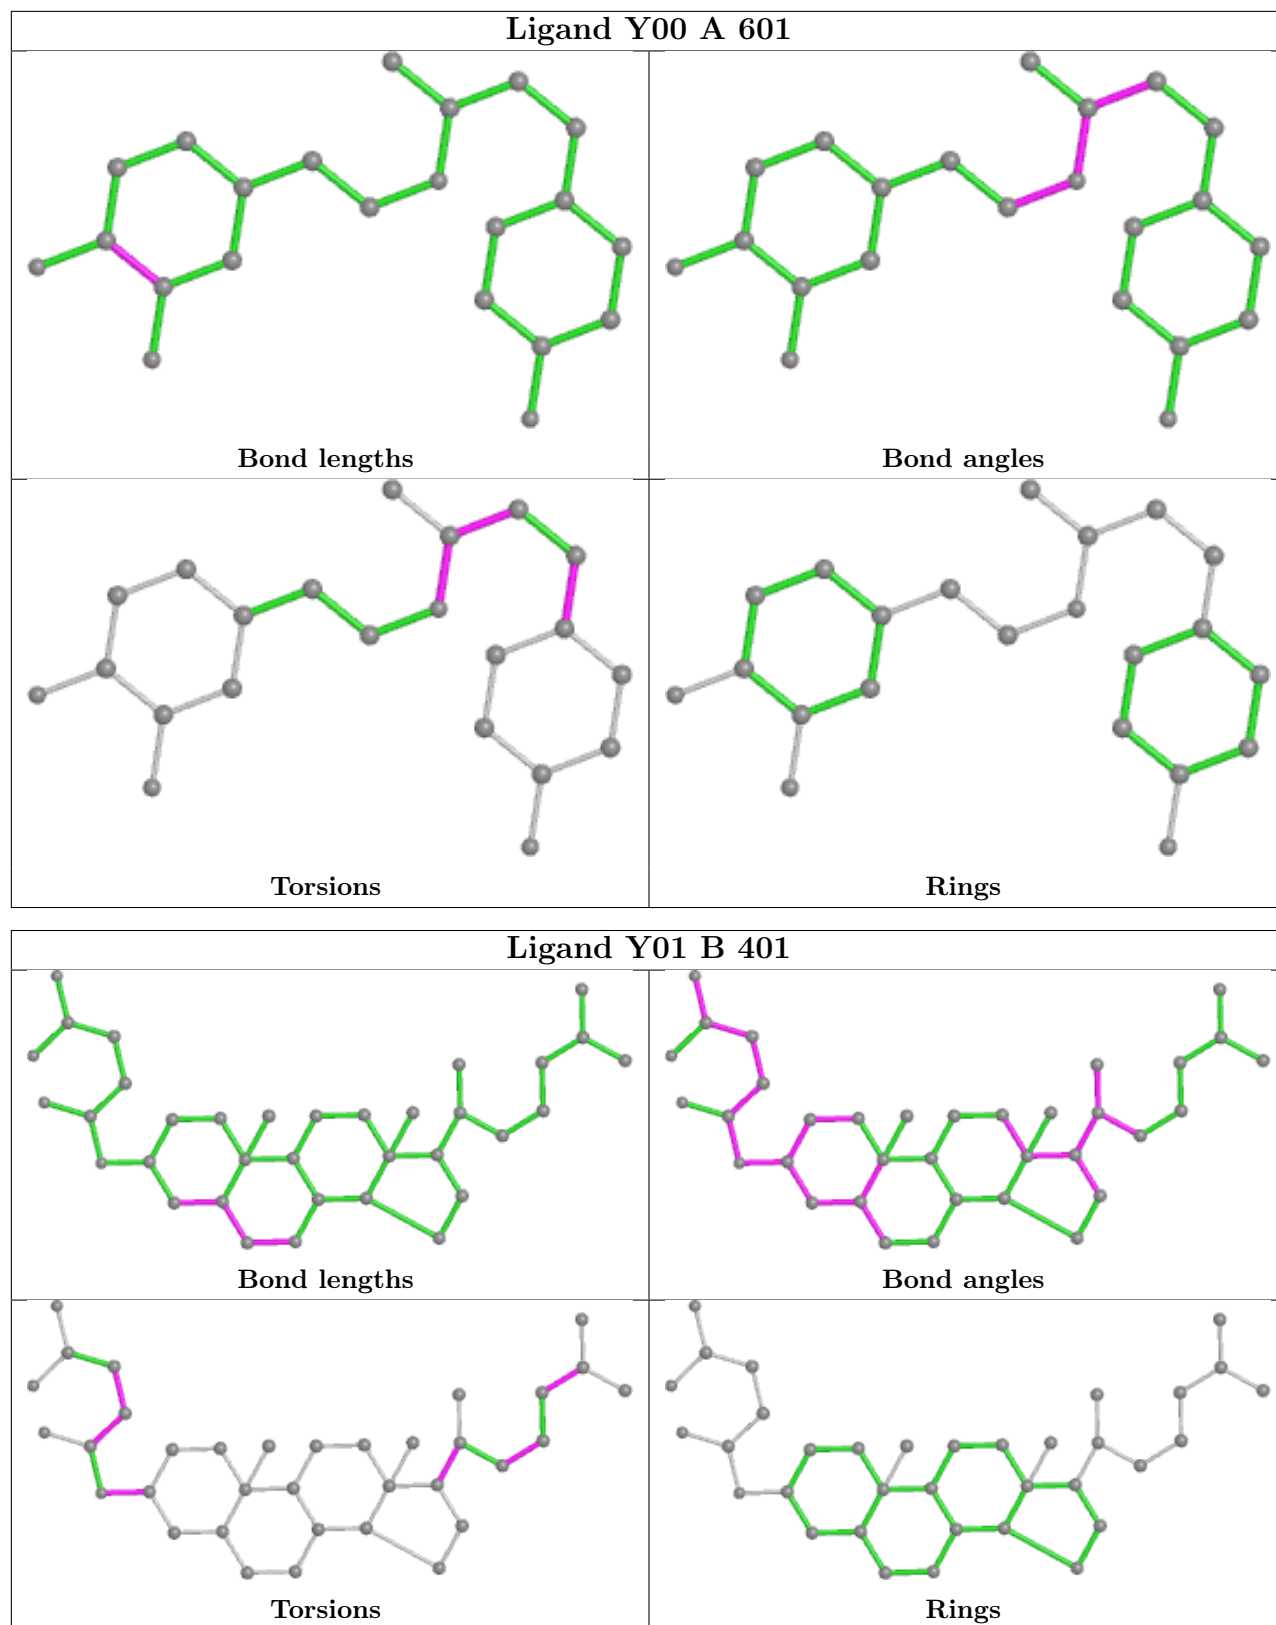 Ligand Y00 A 601
Bond lengths
Bond angles
Torsions
Rings
Ligand Y01 B 401
Bond lengths
Bond angles
Torsions
Rings